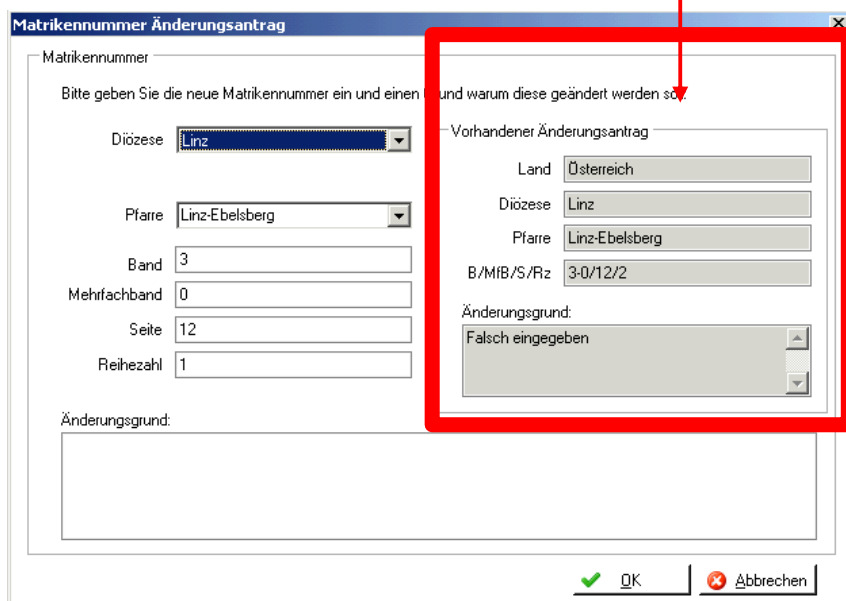 Matrikennummer Änderungsantrag
Matrikennummer
Bitte geben Sie die neue Matrikennummer ein und einen und warum diese geändert werden
Diözese Linz
Pfarre Linz-Ebelsberg
Band 3
Mehrfachband 0
Seite 12
Reihezahl 1
Vorhandener Änderungsantrag
Land Österreich
Diözese Linz
Pfarre Linz-Ebelsberg
B/MfB/S/Rz 3-0/12/2
Änderungsgrund:
Falsch eingegeben
Änderungsgrund:
OK Abbrechen